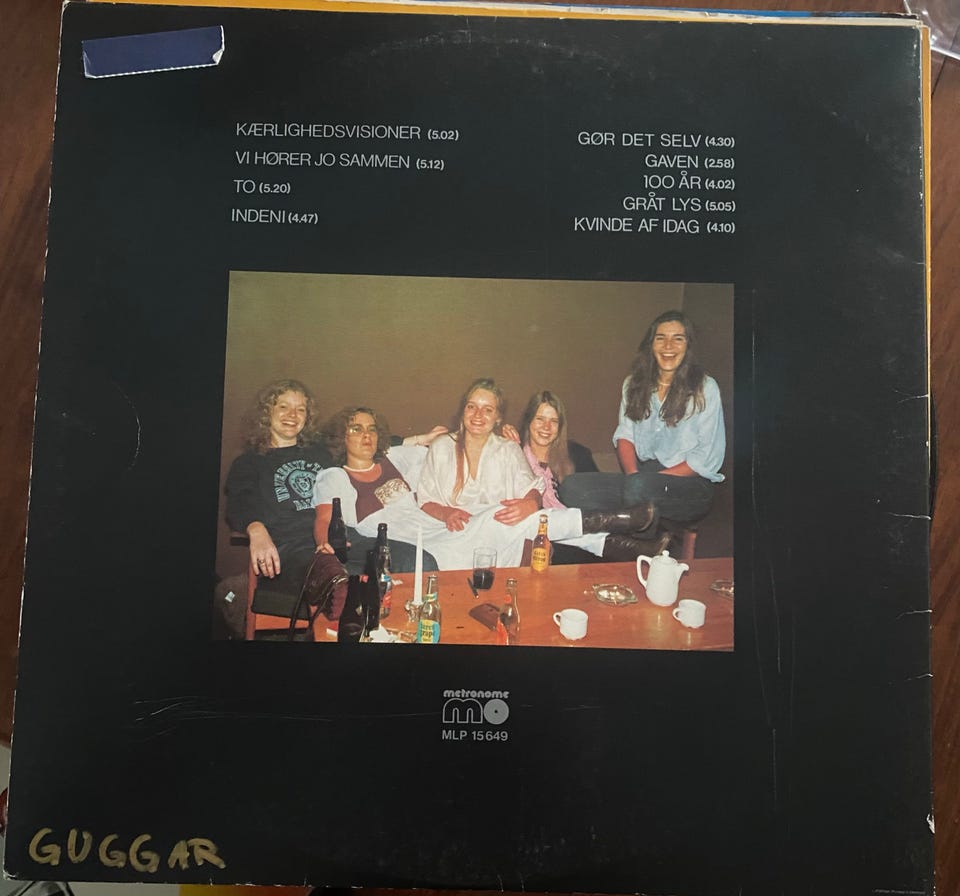 KÆRLIGHEDSVISIONER (5.02)
VI HØRER JO SAMMEN (5.12)
TO (5.20)
INDENI (4.47)
GØR DET SELV (4.30)
GAVEN (2.58)
100 ÅR (4.02)
GRÅT LYS (5.05)
KVINDE AF IDAG (4.10)
metronome
MLP 15649
GUGGAR